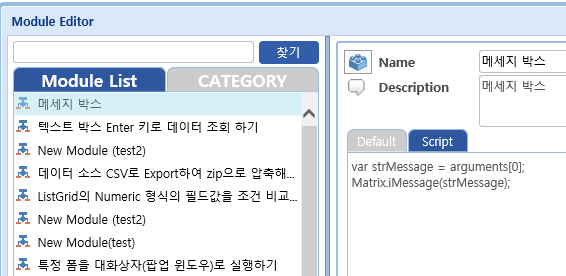 Module Editor
찾기
Module List
CATEGORY
메세지 박스
텍스트 박스 Enter 키로 데이터 조회 하기
New Module (test2)
데이터 소스 CSV로 Export하여 zip으로 압축해...
ListGrid의 Numeric 형식의 필드값을 조건 비교...
New Module (test2)
New Module(test)
특정 폼을 대화상자(팝업 윈도우)로 실행하기
Name
메세지 박스
Description
메세지 박스
Default
Script
var strMessage = arguments[0];
Matrix.iMessage(strMessage);